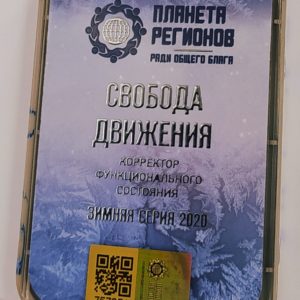 ПЛАНЕТА
РЕГИОНОВ
РАДИ ОБЩЕГО БЛАГА
СВОБОДА
ДВИЖЕНИЯ
КОРРЕКТОР
ФУНКЦИОНАЛЬНОГО
СОСТОЯНИЯ
ЗИМНЯЯ СЕРИЯ 2020